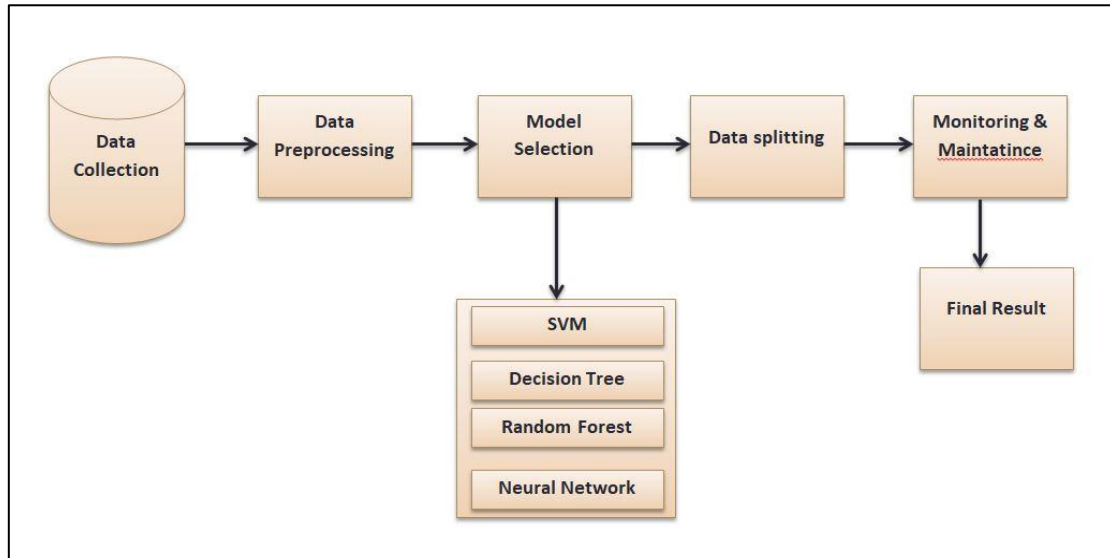 Data
Collection
Data
Preprocessing
Model
Selection
Data splitting
Monitoring &
Maintatince
SVM
Decision Tree
Random Forest
Neural Network
Final Result